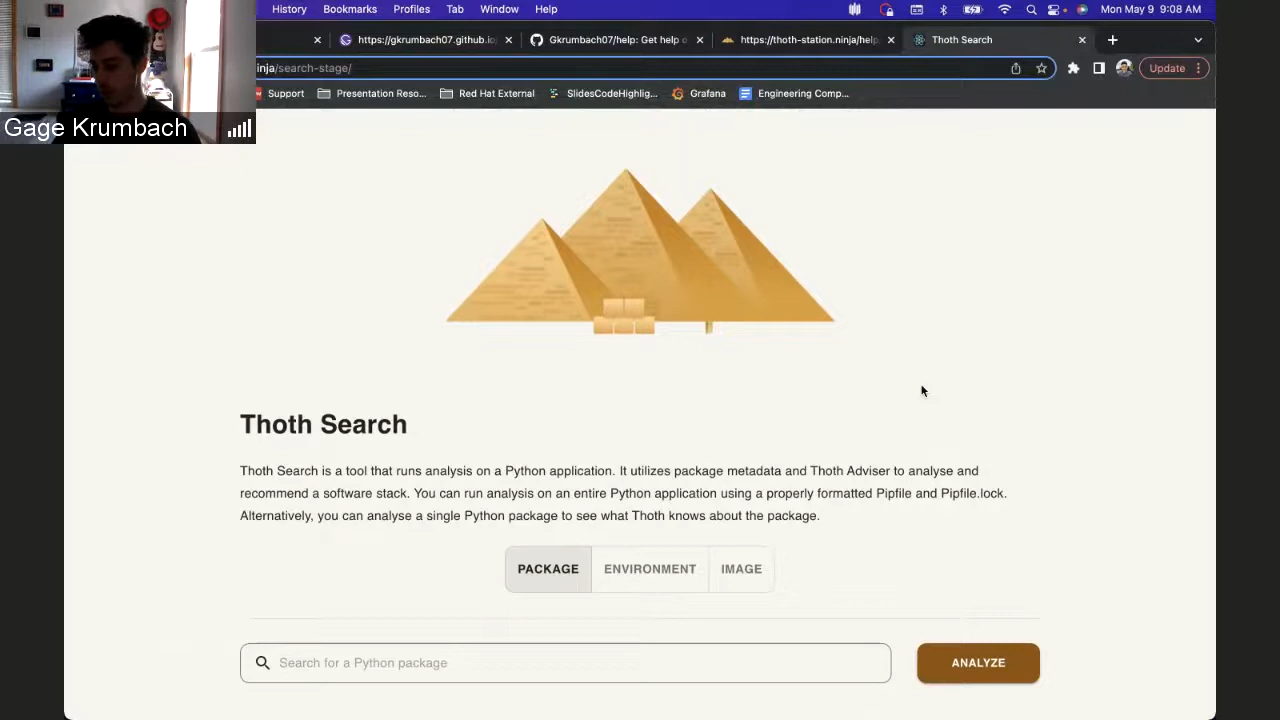 History Bookmarks Profiles Tab Window Help Mon May 9 9:08 AM
https://gkrumbach07.github.io Gkrumbach07/help: Get help o https://thoth-station.ninja/help Thoth Search
inja/search-stage/ Update
Support Presentation Reso... Red Hat External SlidesCodeHighlig... Grafana Engineering Comp...
Gage Krumbach
Thoth Search
Thoth Search is a tool that runs analysis on a Python application. It utilizes package metadata and Thoth Adviser to analyse and
recommend a software stack. You can run analysis on an entire Python application using a properly formatted Pipfile and Pipfile.lock.
Alternatively, you can analyse a single Python package to see what Thoth knows about the package.
PACKAGE ENVIRONMENT IMAGE
Search for a Python package ANALYZE